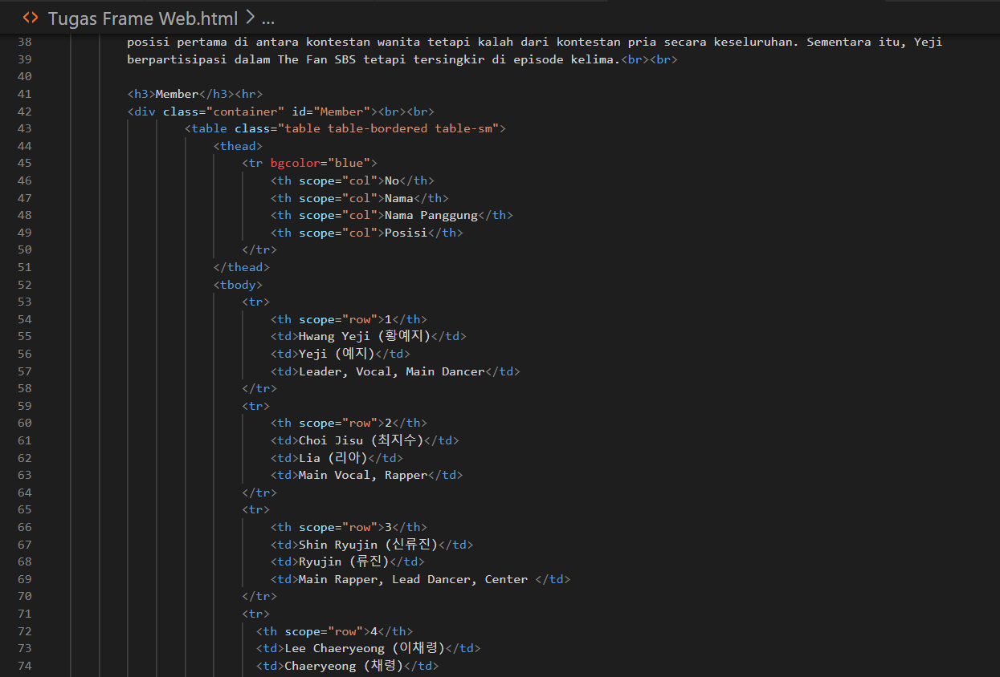 Tugas Frame Web.html > ...
38 posisi pertama di antara kontestan wanita tetapi kalah dari kontestan pria secara keseluruhan. Sementara itu, Yeji
39 berpartisipasi dalam The Fan SBS tetapi tersingkir di episode kelima.<br><br>
40
41 <h3>Member</h3><hr>
42 <div class="container" id="Member"><br><br>
43 <table class="table table-bordered table-sm">
44 <thead>
45 <tr bgcolor="blue">
46 <th scope="col">No</th>
47 <th scope="col">Nama</th>
48 <th scope="col">Nama Panggung</th>
49 <th scope="col">Posisi</th>
50 </tr>
51 </thead>
52 <tbody>
53 <tr>
54 <th scope="row">1</th>
55 <td>Hwang Yeji (황예지)</td>
56 <td>Yeji (예지)</td>
57 <td>Leader, Vocal, Main Dancer</td>
58 </tr>
59 <tr>
60 <th scope="row">2</th>
61 <td>Choi Jisu (최지수)</td>
62 <td>Lia (리아)</td>
63 <td>Main Vocal, Rapper</td>
64 </tr>
65 <tr>
66 <th scope="row">3</th>
67 <td>Shin Ryujin (신류진)</td>
68 <td>Ryujin (류진)</td>
69 <td>Main Rapper, Lead Dancer, Center </td>
70 </tr>
71 <tr>
72 <th scope="row">4</th>
73 <td>Lee Chaeryeong (이채령)</td>
74 <td>Chaeryeong (채령)</td>